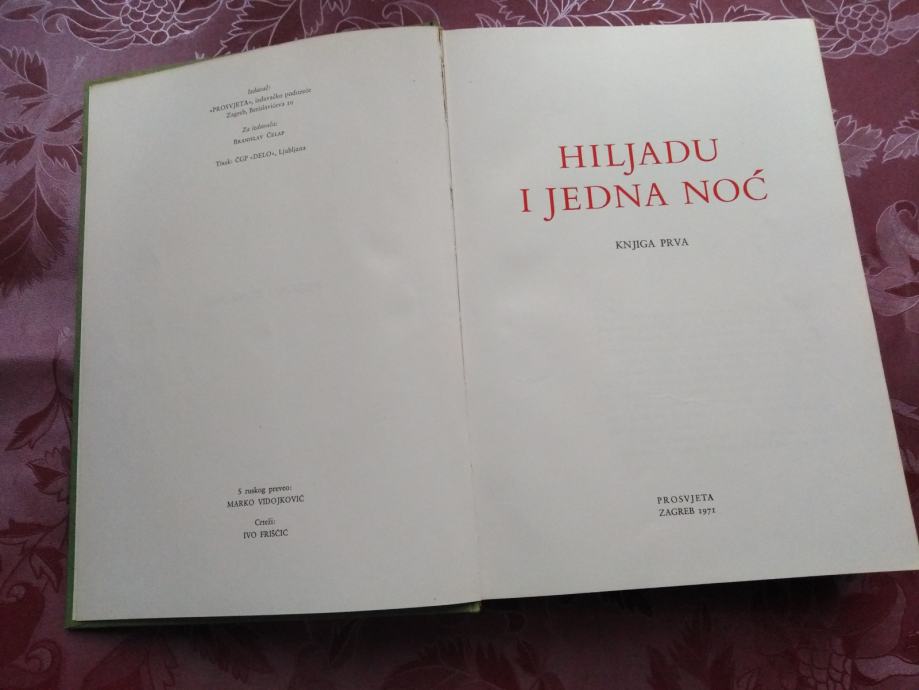 Izdavač:
«PROSVJETA», izdavačko poduzeće
Zagreb, Berislavićeva 10
Za izdavača:
BRANISLAV ĆELAP
Tisak: ČGP «DELO», Ljubljana
S ruskog preveo:
MARKO VIDOJKOVIĆ
Crteži:
IVO FRIŠČIĆ
HILJADU
I JEDNA NOĆ
KNJIGA PRVA
PROSVJETA
ZAGREB 1971